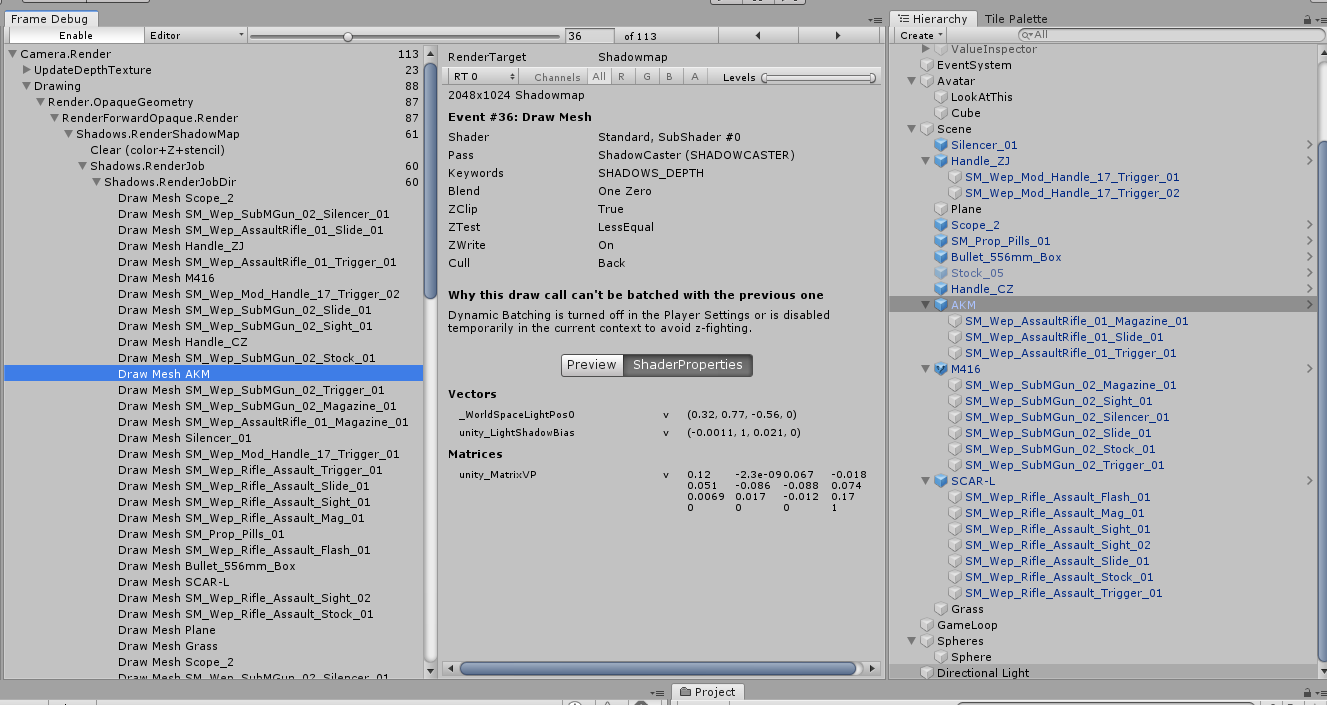 Frame Debug
Enable
Editor
36
of 113
Camera.Render 113
UpdateDepthTexture 23
Drawing 88
Render.OpaqueGeometry 87
RenderForwardOpaque.Render 87
Shadows.RenderShadowMap 61
Clear (color+Z+stencil)
Shadows.RenderJob 60
Shadows.RenderJobDir 60
Draw Mesh Scope_2
Draw Mesh SM_Wep_SubMGun_02_Silencer_01
Draw Mesh SM_Wep_AssaultRifle_01_Slide_01
Draw Mesh Handle_ZJ
Draw Mesh SM_Wep_AssaultRifle_01_Trigger_01
Draw Mesh M416
Draw Mesh SM_Wep_Mod_Handle_17_Trigger_02
Draw Mesh SM_Wep_SubMGun_02_Slide_01
Draw Mesh SM_Wep_SubMGun_02_Sight_01
Draw Mesh Handle_CZ
Draw Mesh SM_Wep_SubMGun_02_Stock_01
Draw Mesh AKM
Draw Mesh SM_Wep_SubMGun_02_Trigger_01
Draw Mesh SM_Wep_SubMGun_02_Magazine_01
Draw Mesh SM_Wep_AssaultRifle_01_Magazine_01
Draw Mesh Silencer_01
Draw Mesh SM_Wep_Mod_Handle_17_Trigger_01
Draw Mesh SM_Wep_Rifle_Assault_Trigger_01
Draw Mesh SM_Wep_Rifle_Assault_Slide_01
Draw Mesh SM_Wep_Rifle_Assault_Sight_01
Draw Mesh SM_Wep_Rifle_Assault_Mag_01
Draw Mesh SM_Prop_Pills_01
Draw Mesh SM_Wep_Rifle_Assault_Flash_01
Draw Mesh Bullet_556mm_Box
Draw Mesh SCAR-L
Draw Mesh SM_Wep_Rifle_Assault_Sight_02
Draw Mesh SM_Wep_Rifle_Assault_Stock_01
Draw Mesh Plane
Draw Mesh Grass
Draw Mesh Scope_2
Draw Mesh SM_Wep_SubMGun_02_Silencer_01
RenderTarget Shadowmap
RT 0 Channels All R G B A Levels
2048x1024 Shadowmap
Event #36: Draw Mesh
Shader Standard, SubShader #0
Pass ShadowCaster (SHADOWCASTER)
Keywords SHADOWS_DEPTH
Blend One Zero
ZClip True
ZTest LessEqual
ZWrite On
Cull Back
Why this draw call can't be batched with the previous one
Dynamic Batching is turned off in the Player Settings or is disabled
temporarily in the current context to avoid z-fighting.
Preview ShaderProperties
Vectors
_WorldSpaceLightPos0 v (0.32, 0.77, -0.56, 0)
unity_LightShadowBias v (-0.0011, 1, 0.021, 0)
Matrices
unity_MatrixVP v 0.12 -2.3e-09 0.067 -0.018
0.051 -0.086 -0.088 0.074
0.0069 0.017 -0.012 0.17
0 0 0 1
Hierarchy Tile Palette
Create All
ValueInspector
EventSystem
Avatar
LookAtThis
Cube
Scene
Silencer_01
Handle_ZJ
SM_Wep_Mod_Handle_17_Trigger_01
SM_Wep_Mod_Handle_17_Trigger_02
Plane
Scope_2
SM_Prop_Pills_01
Bullet_556mm_Box
Stock_05
Handle_CZ
AKM
SM_Wep_AssaultRifle_01_Magazine_01
SM_Wep_AssaultRifle_01_Slide_01
SM_Wep_AssaultRifle_01_Trigger_01
M416
SM_Wep_SubMGun_02_Magazine_01
SM_Wep_SubMGun_02_Sight_01
SM_Wep_SubMGun_02_Silencer_01
SM_Wep_SubMGun_02_Slide_01
SM_Wep_SubMGun_02_Stock_01
SM_Wep_SubMGun_02_Trigger_01
SCAR-L
SM_Wep_Rifle_Assault_Flash_01
SM_Wep_Rifle_Assault_Mag_01
SM_Wep_Rifle_Assault_Sight_01
SM_Wep_Rifle_Assault_Sight_02
SM_Wep_Rifle_Assault_Slide_01
SM_Wep_Rifle_Assault_Stock_01
SM_Wep_Rifle_Assault_Trigger_01
Grass
GameLoop
Spheres
Sphere
Directional Light
Project